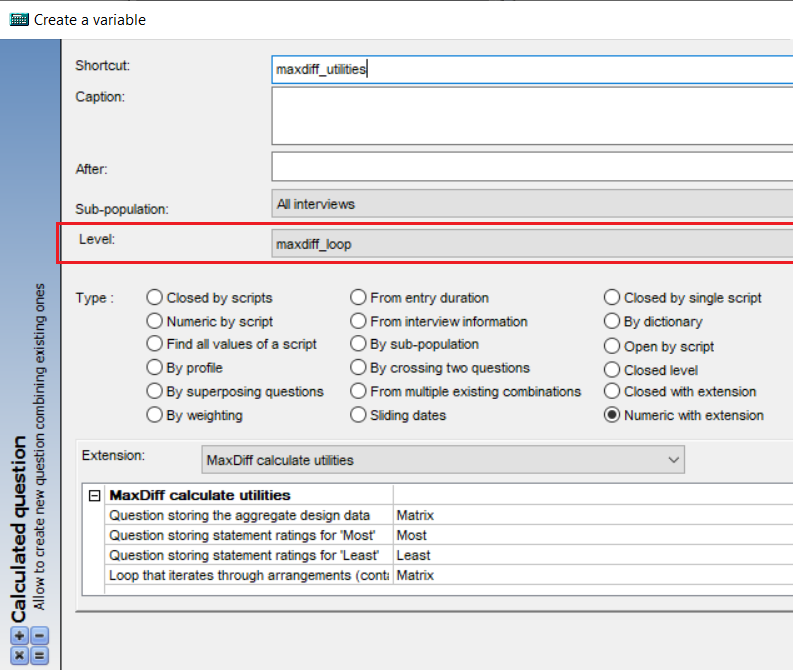 Create a variable
Shortcut: maxdiff_utilities
Caption:
After:
Sub-population: All interviews
Level: maxdiff_loop
Type : Closed by scripts From entry duration Closed by single script
Numeric by script From interview information By dictionary
Find all values of a script By sub-population Open by script
By profile By crossing two questions Closed level
By superposing questions From multiple existing combinations Closed with extension
By weighting Sliding dates Numeric with extension
Extension: MaxDiff calculate utilities
MaxDiff calculate utilities
Question storing the aggregate design data Matrix
Question storing statement ratings for 'Most' Most
Question storing statement ratings for 'Least' Least
Loop that iterates through arrangements (conta Matrix
Calculated question
Allow to create new question combining existing ones